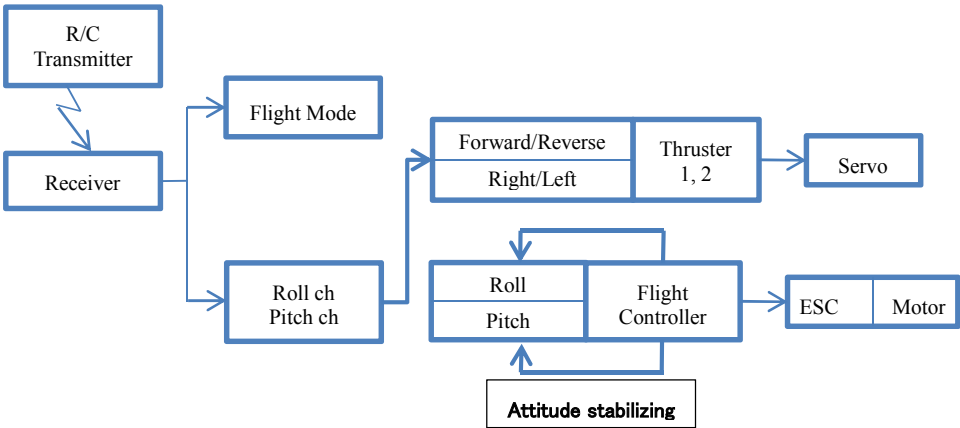 R/C
Transmitter
Receiver
Flight Mode
Roll ch
Pitch ch
Forward/Reverse
Right/Left
Thruster
1, 2
Servo
Roll
Pitch
Flight
Controller
ESC
Motor
Attitude stabilizing